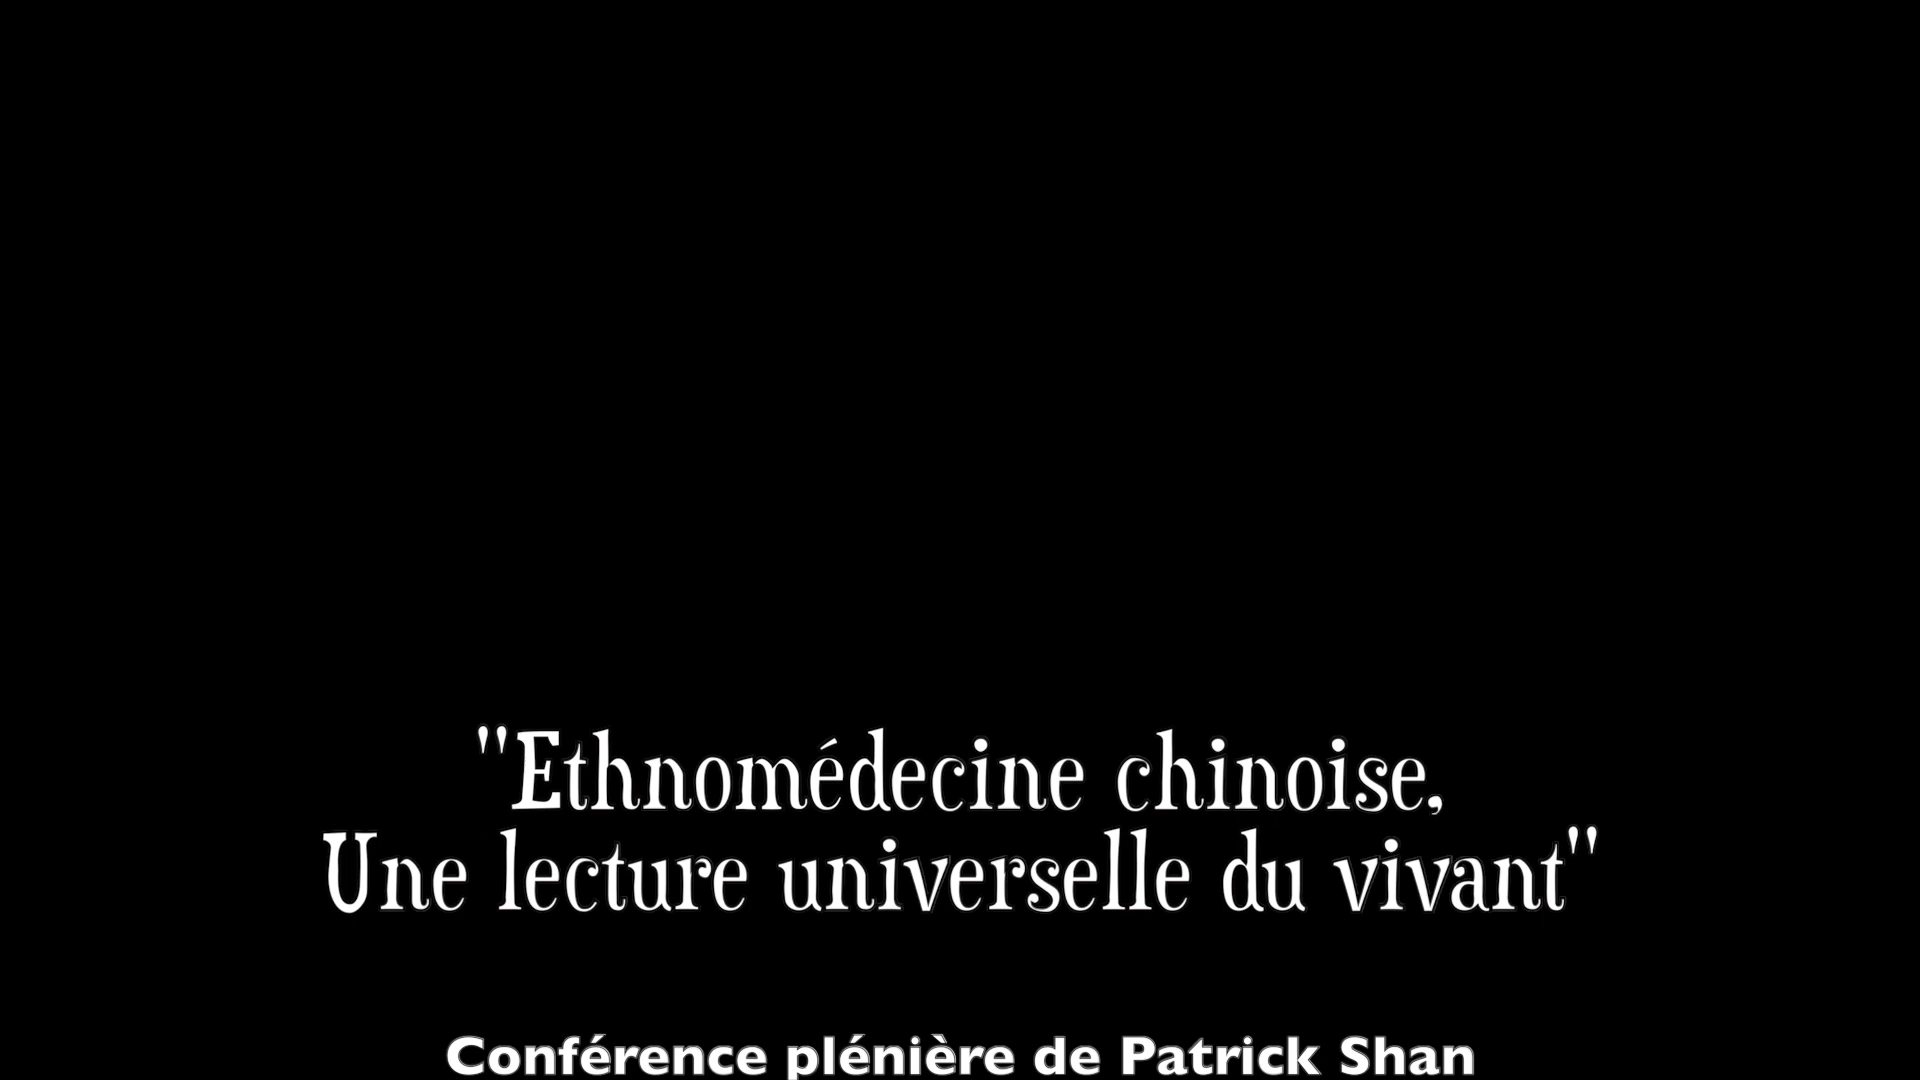 "Ethnomédecine chinoise,
Une lecture universelle du vivant"
Conférence plénière de Patrick Shan